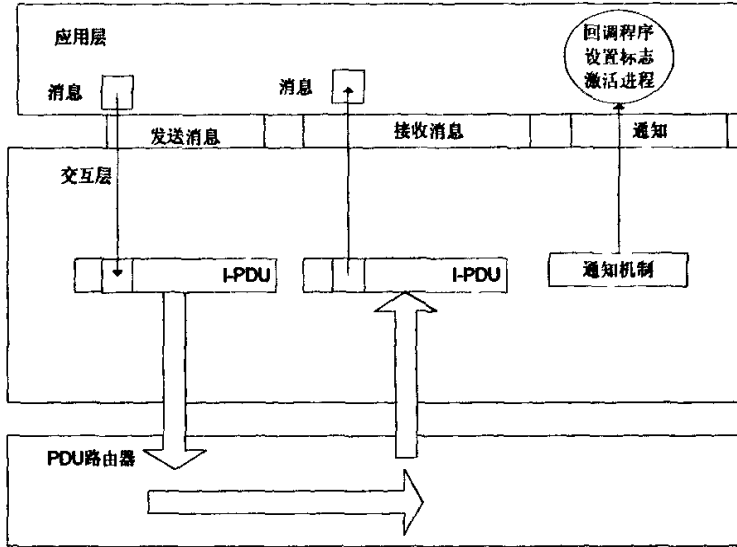 应用层
回调程序
设置标志
激活进程
消息
消息
发送消息
接收消息
通知
交互层
I-PDU
I-PDU
通知机制
PDU路由器